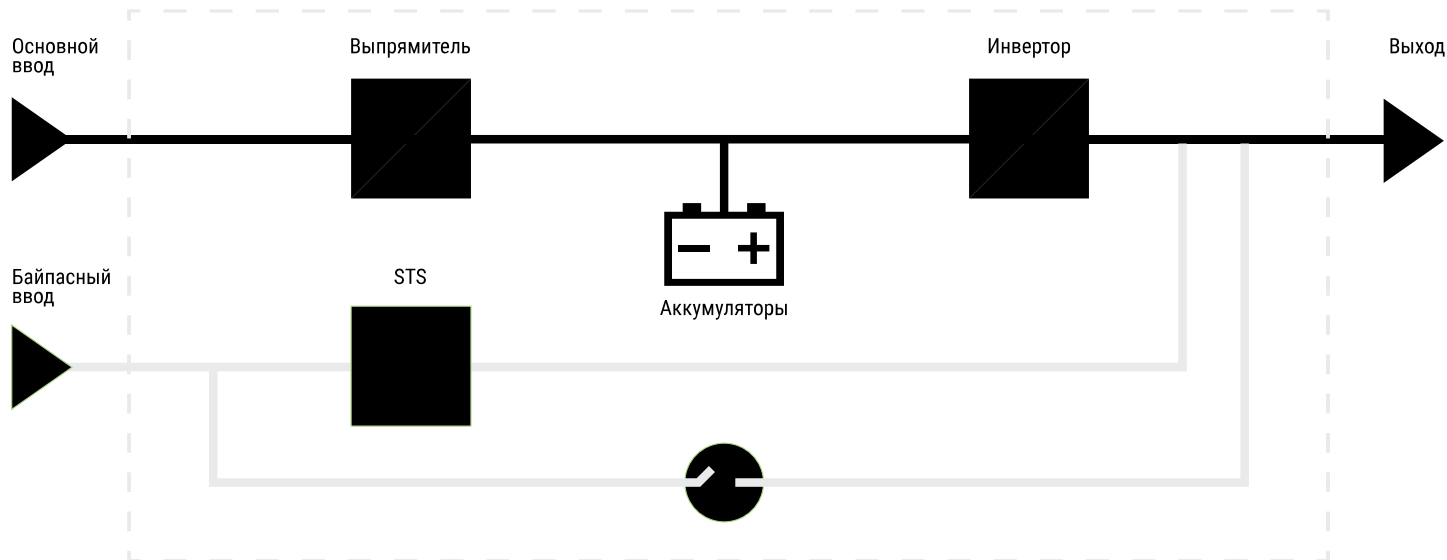 Основной
ввод
Выпрямитель
Инвертор
Выход
Байпасный
ввод
STS
Аккумуляторы